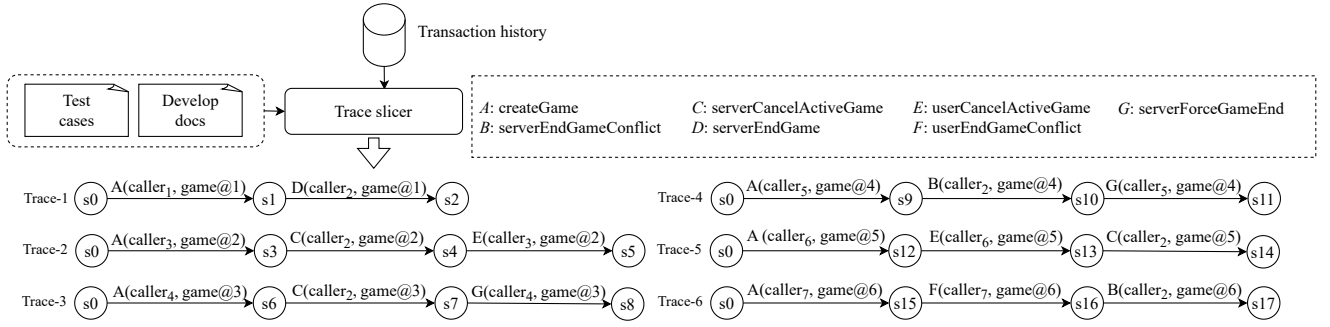 Transaction history
Test cases
Develop docs
Trace slicer
A: createGame
C: serverCancelActiveGame
E: userCancelActiveGame
G: serverForceGameEnd
B: serverEndGameConflict
D: serverEndGame
F: userEndGameConflict
Trace-1 s0 A(caller1, game@1) s1 D(caller2, game@1) s2
Trace-2 s0 A(caller3, game@2) s3 C(caller2, game@2) s4 E(caller3, game@2) s5
Trace-3 s0 A(caller4, game@3) s6 C(caller2, game@3) s7 G(caller4, game@3) s8
Trace-4 s0 A(caller5, game@4) s9 B(caller2, game@4) s10 G(caller5, game@4) s11
Trace-5 s0 A (caller6, game@5) s12 E(caller6, game@5) s13 C(caller2, game@5) s14
Trace-6 s0 A(caller7, game@6) s15 F(caller7, game@6) s16 B(caller2, game@6) s17